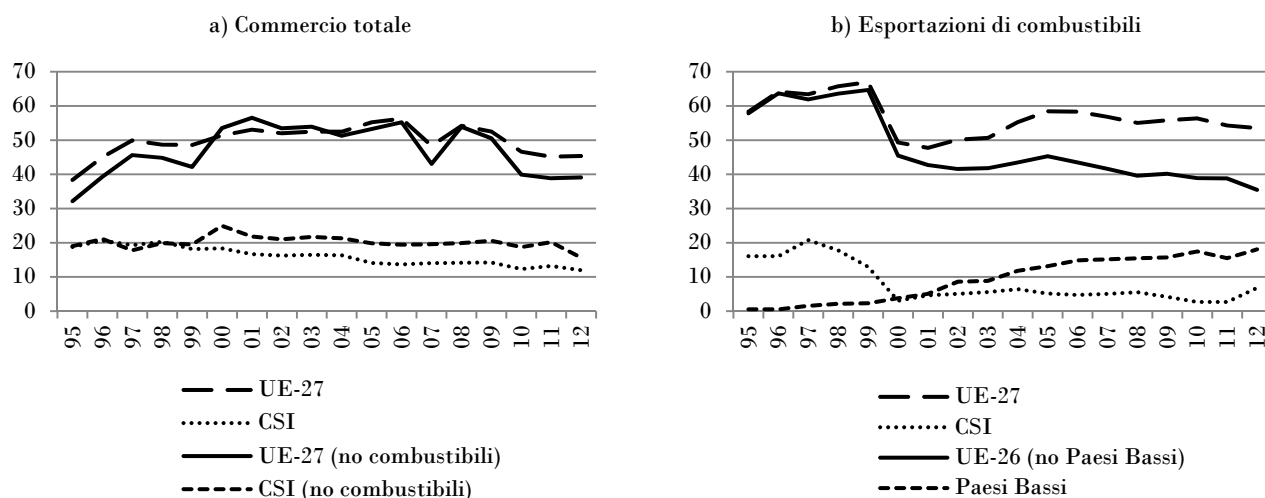 a) Commercio totale
70
60
50
40
30
20
10
0
95 96 97 98 99 00 01 02 03 04 05 06 07 08 09 10 11 12
UE-27
CSI
UE-27 (no combustibili)
CSI (no combustibili)
b) Esportazioni di combustibili
70
60
50
40
30
20
10
0
95 96 97 98 99 00 01 02 03 04 05 06 07 08 09 10 11 12
UE-27
CSI
UE-26 (no Paesi Bassi)
Paesi Bassi